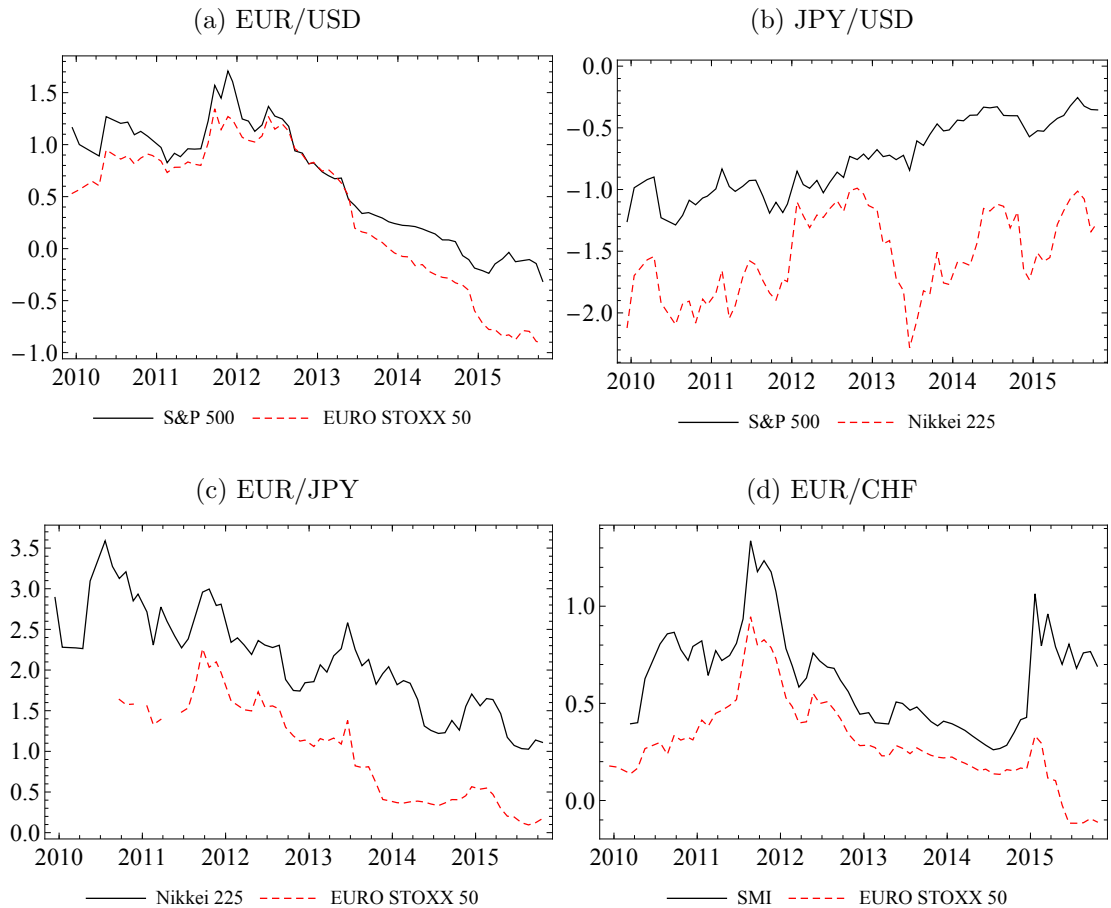 (a) EUR/USD
1.5
1.0
0.5
0.0
−0.5
−1.0
2010 2011 2012 2013 2014 2015
S&P 500 EURO STOXX 50
(b) JPY/USD
0.0
−0.5
−1.0
−1.5
−2.0
2010 2011 2012 2013 2014 2015
S&P 500 Nikkei 225
(c) EUR/JPY
3.5
3.0
2.5
2.0
1.5
1.0
0.5
0.0
2010 2011 2012 2013 2014 2015
Nikkei 225 EURO STOXX 50
(d) EUR/CHF
1.0
0.5
0.0
2010 2011 2012 2013 2014 2015
SMI EURO STOXX 50